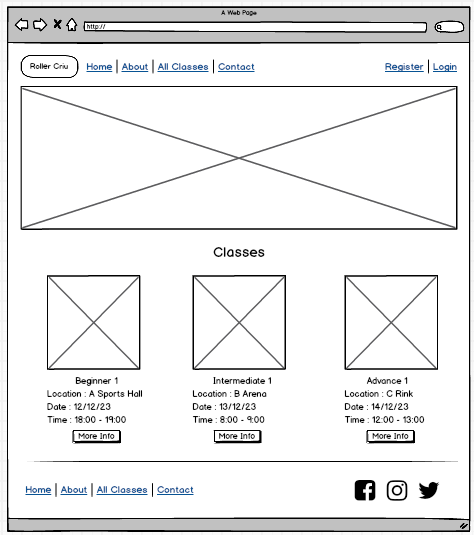 A Web Page
http://
Roller Criu Home About All Classes Contact Register Login
Classes
Beginner 1
Location : A Sports Hall
Date : 12/12/23
Time : 18:00 - 19:00
More Info
Intermediate 1
Location : B Arena
Date : 13/12/23
Time : 8:00 - 9:00
More Info
Advance 1
Location : C Rink
Date : 14/12/23
Time : 12:00 - 13:00
More Info
Home About All Classes Contact